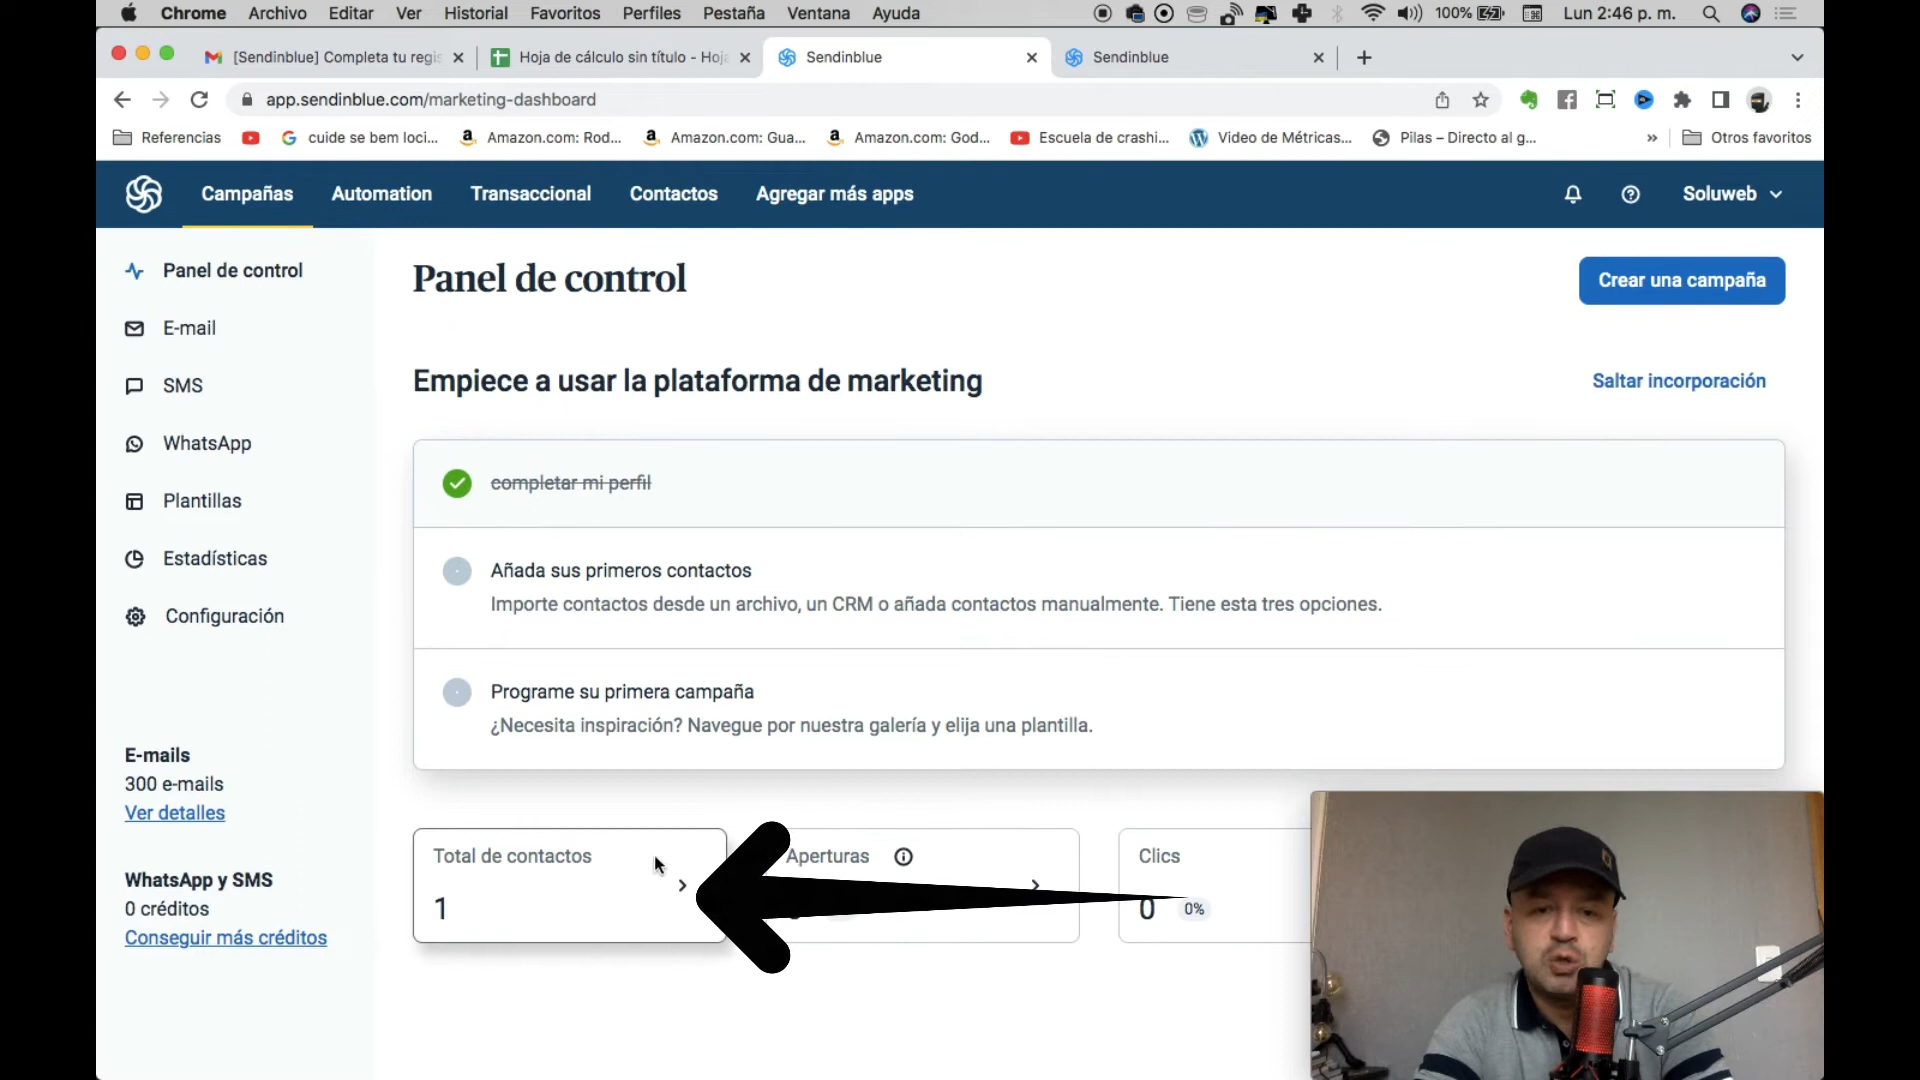 Chrome Archivo Editar Ver Historial Favoritos Perfiles Pestaña Ventana Ayuda 100% Lun 2:46 p. m.
[Sendinblue] Completa tu regis
Hoja de cálculo sin título - Hoja
Sendinblue
Sendinblue
app.sendinblue.com/marketing-dashboard
Referencias
cuide se bem loci...
Amazon.com: Rod...
Amazon.com: Gua...
Amazon.com: God...
Escuela de crashi...
Video de Métricas...
Pilas – Directo al g...
»
Otros favoritos
Campañas Automation Transaccional Contactos Agregar más apps Soluweb
Panel de control
E-mail
SMS
WhatsApp
Plantillas
Estadísticas
Configuración
E-mails
300 e-mails
Ver detalles
WhatsApp y SMS
0 créditos
Conseguir más créditos
Panel de control
Crear una campaña
Empiece a usar la plataforma de marketing
Saltar incorporación
completar mi perfil
Añada sus primeros contactos
Importe contactos desde un archivo, un CRM o añada contactos manualmente. Tiene esta tres opciones.
Programe su primera campaña
¿Necesita inspiración? Navegue por nuestra galería y elija una plantilla.
Total de contactos
1
Aperturas
Clics
0 0%